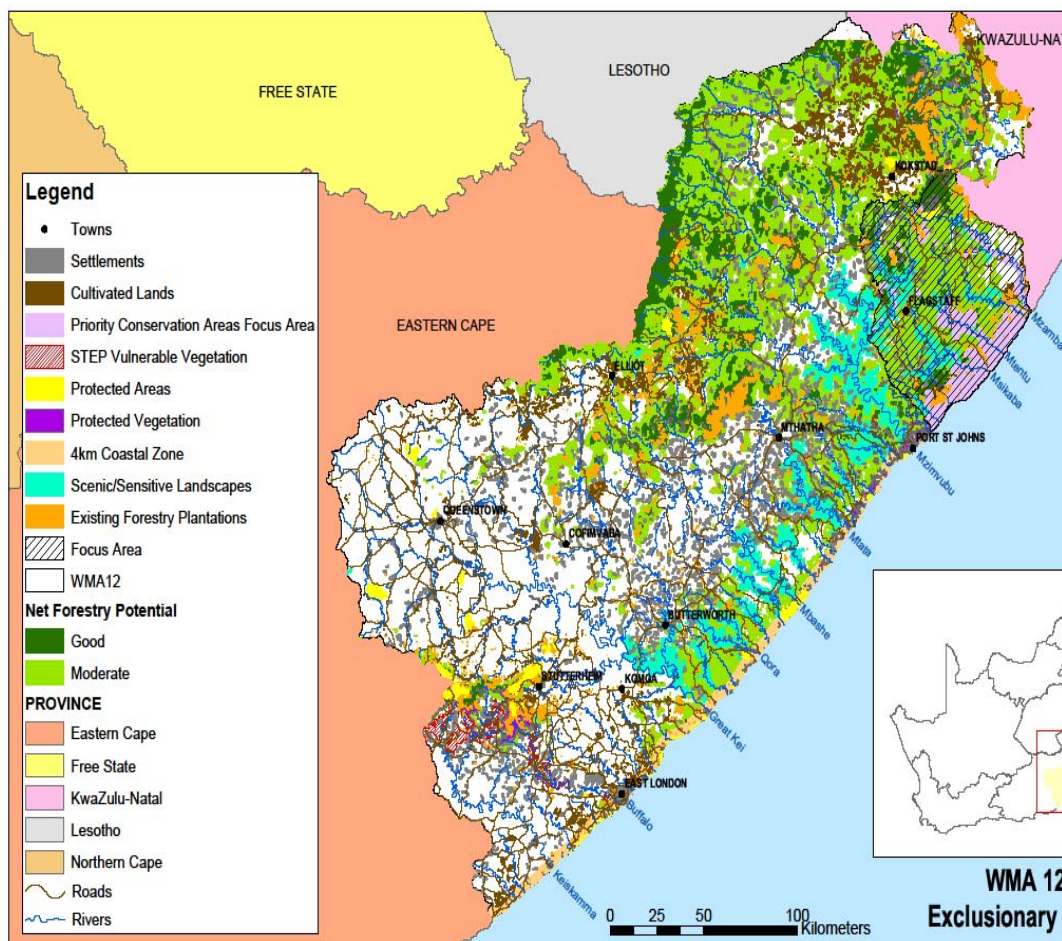 KWAZULU-NAT
LESOTHO
FREE STATE
KOKSTAD
Legend
Towns
Settlements
Cultivated Lands
Priority Conservation Areas Focus Area
STEP Vulnerable Vegetation
Protected Areas
Protected Vegetation
4km Coastal Zone
Scenic/Sensitive Landscapes
Existing Forestry Plantations
Focus Area
WMA12
Net Forestry Potential
Good
Moderate
PROVINCE
Eastern Cape
Free State
KwaZulu-Natal
Lesotho
Northern Cape
Roads
Rivers
EASTERN CAPE
FLAGSTAFF
Mzamba
Mtentu
Msikaba
ELLIOT
MTHATHA
PORT ST JOHNS
Mzimvubu
QUEENSTOWN
COFIMVABA
Mtata
Mbashe
BUTTERWORTH
Qora
STUTTERHEIM
KOMGA
Great Kei
EAST LONDON
Buffalo
Keiskamma
0 25 50 100
Kilometers
WMA 12
Exclusionary